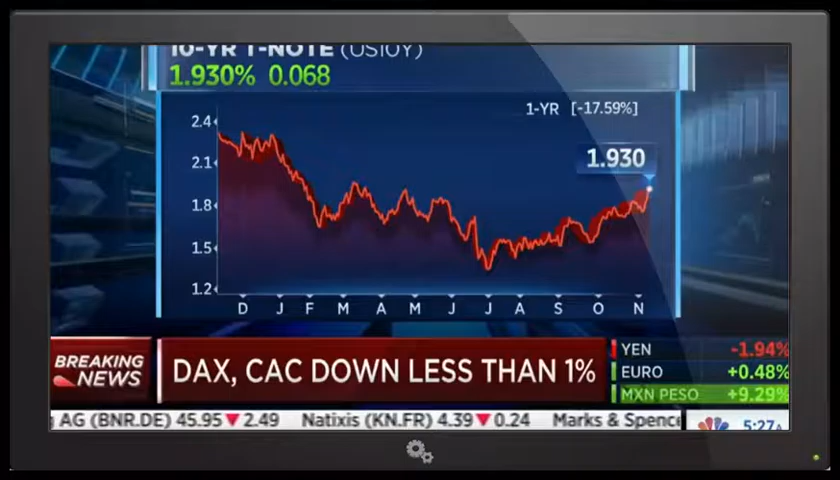 10-YR T-NOTE (US10Y)
1.930% 0.068
1-YR [-17.59%]
2.4
2.1
1.8
1.5
1.2
1.930
D J F M A M J J A S O N
BREAKING
NEWS
DAX, CAC DOWN LESS THAN 1%
YEN -1.94%
EURO +0.48%
MXN PESO +9.29%
AG (BNR.DE) 45.95▼2.49 Natixis (KN.FR) 4.39▼0.24 Marks & Spence
5:27A